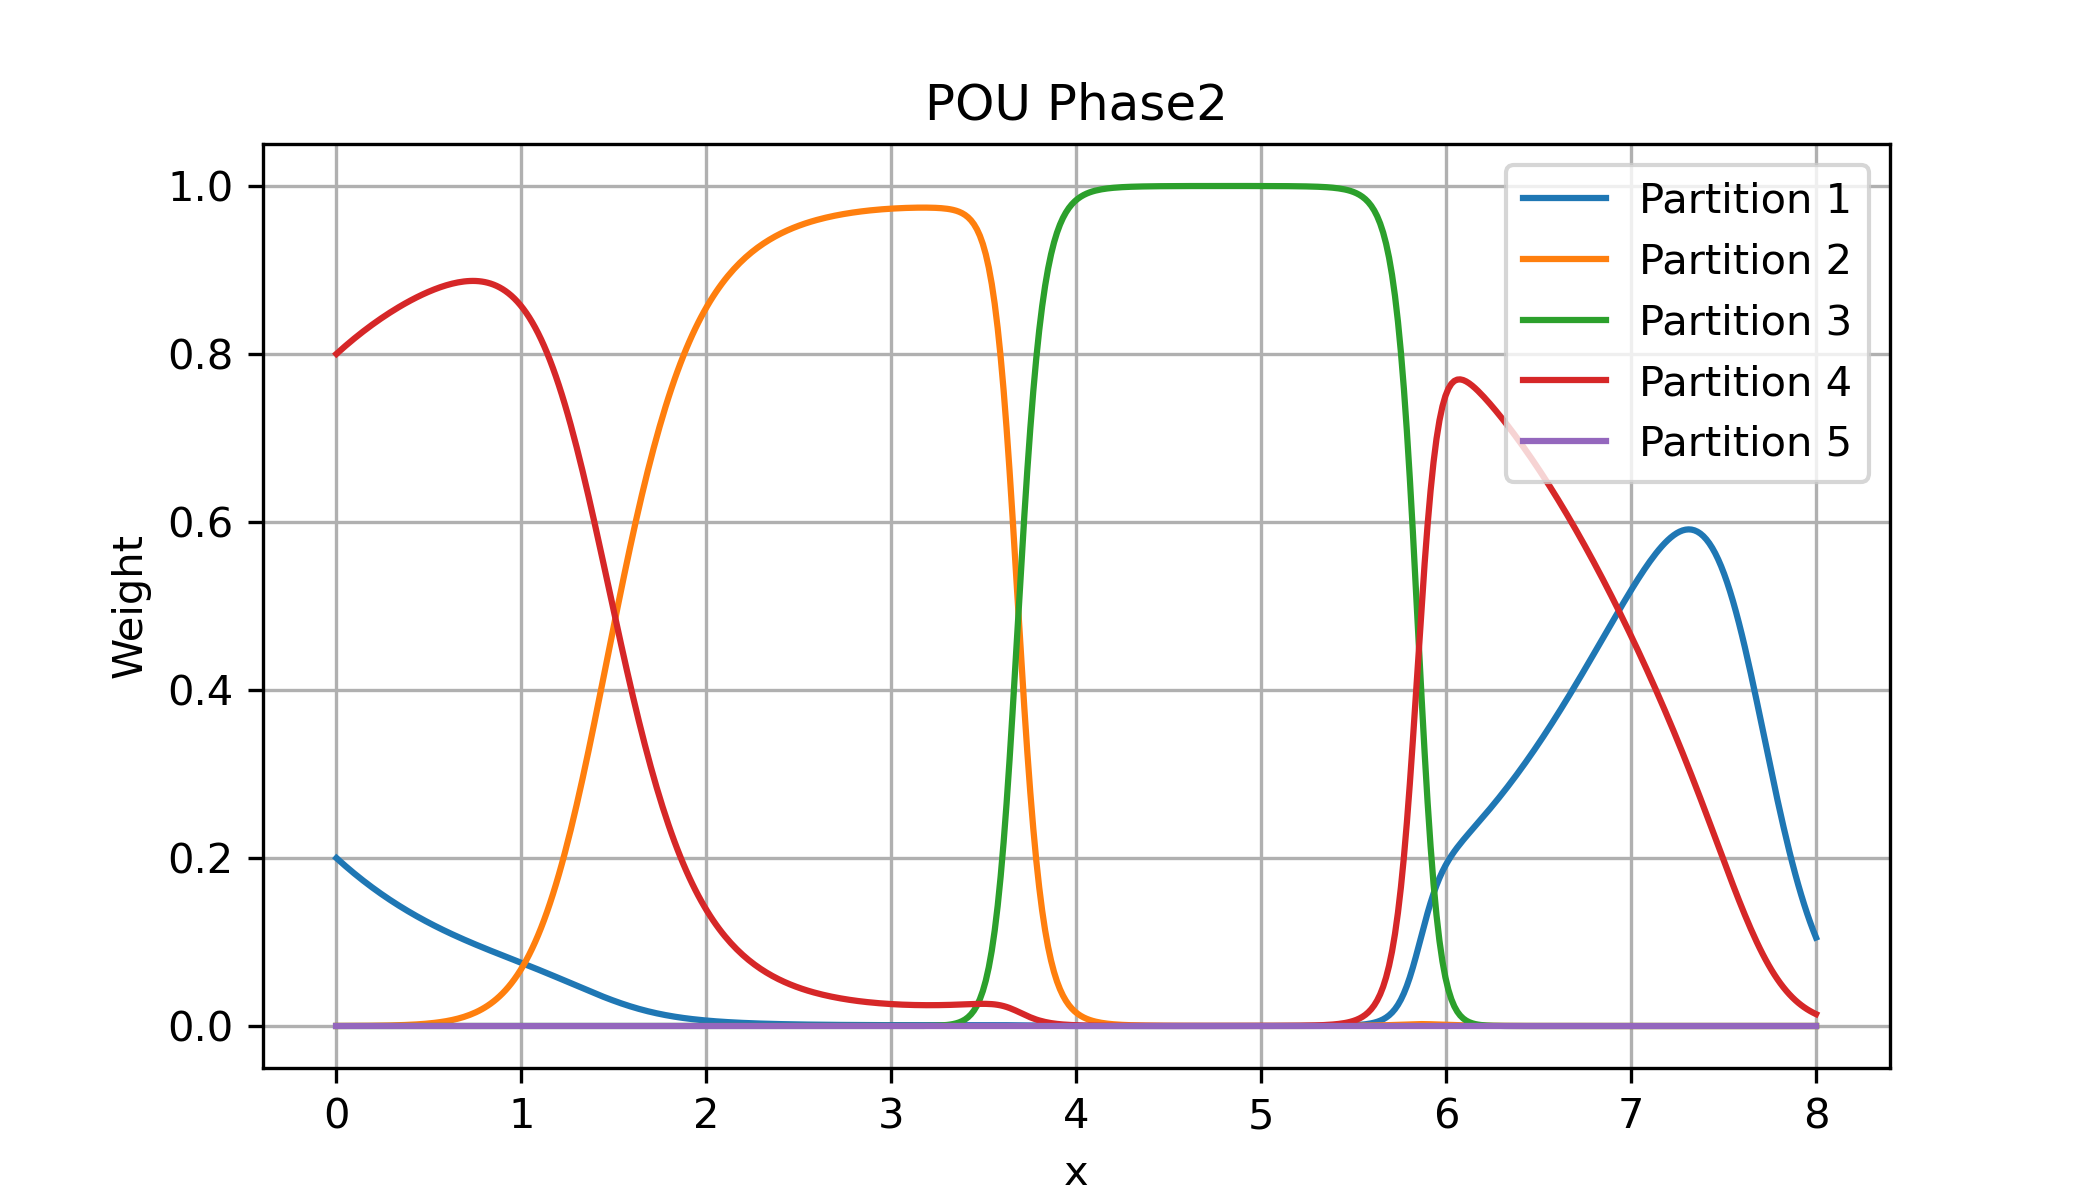 POU Phase2
Weight
1.0
0.8
0.6
0.4
0.2
0.0
Partition 1
Partition 2
Partition 3
Partition 4
Partition 5
0 1 2 3 4 5 6 7 8
x